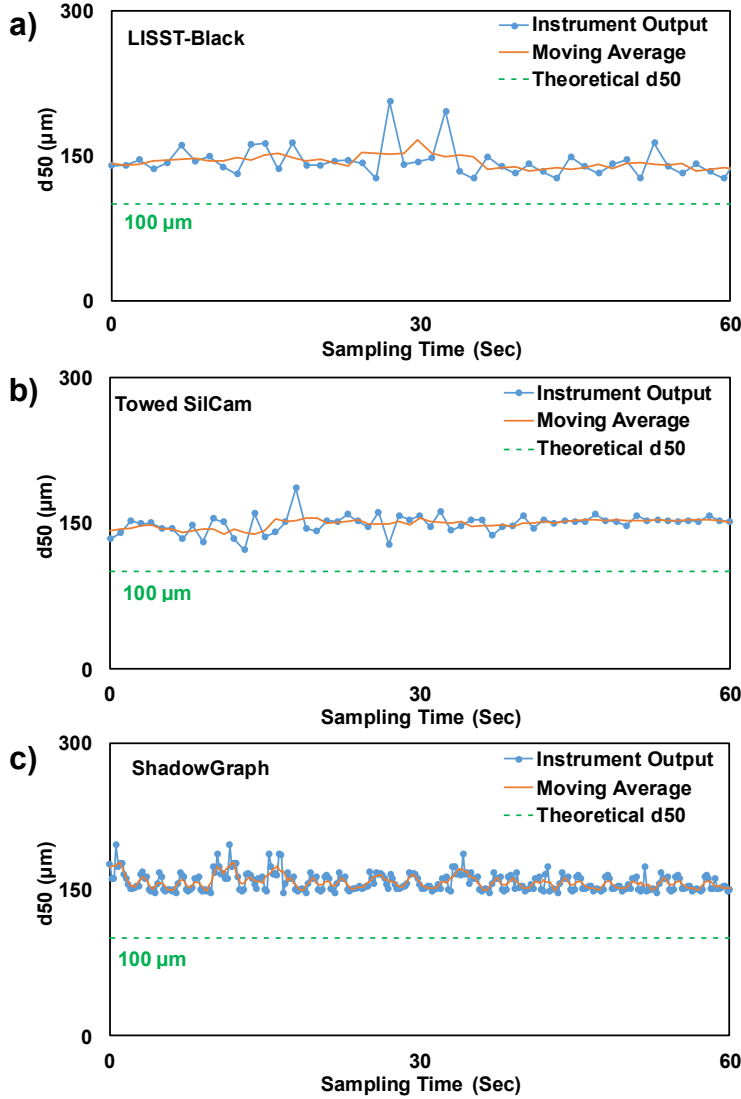 a)
LISST-Black
Instrument Output
Moving Average
Theoretical d50
300
150
0
d50 (µm)
100 µm
0
30
60
Sampling Time (Sec)
b)
Towed SilCam
Instrument Output
Moving Average
Theoretical d50
300
150
0
d50 (µm)
100 µm
0
30
60
Sampling Time (Sec)
c)
ShadowGraph
Instrument Output
Moving Average
Theoretical d50
300
150
0
d50 (µm)
100 µm
0
30
60
Sampling Time (Sec)